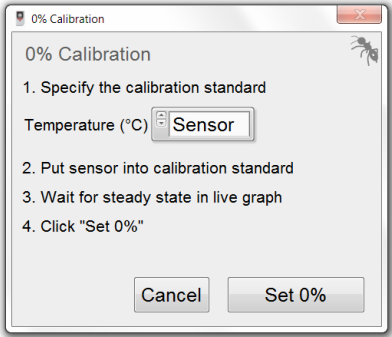 0% Calibration
0% Calibration
1. Specify the calibration standard
Temperature (°C) Sensor
2. Put sensor into calibration standard
3. Wait for steady state in live graph
4. Click "Set 0%"
Cancel Set 0%